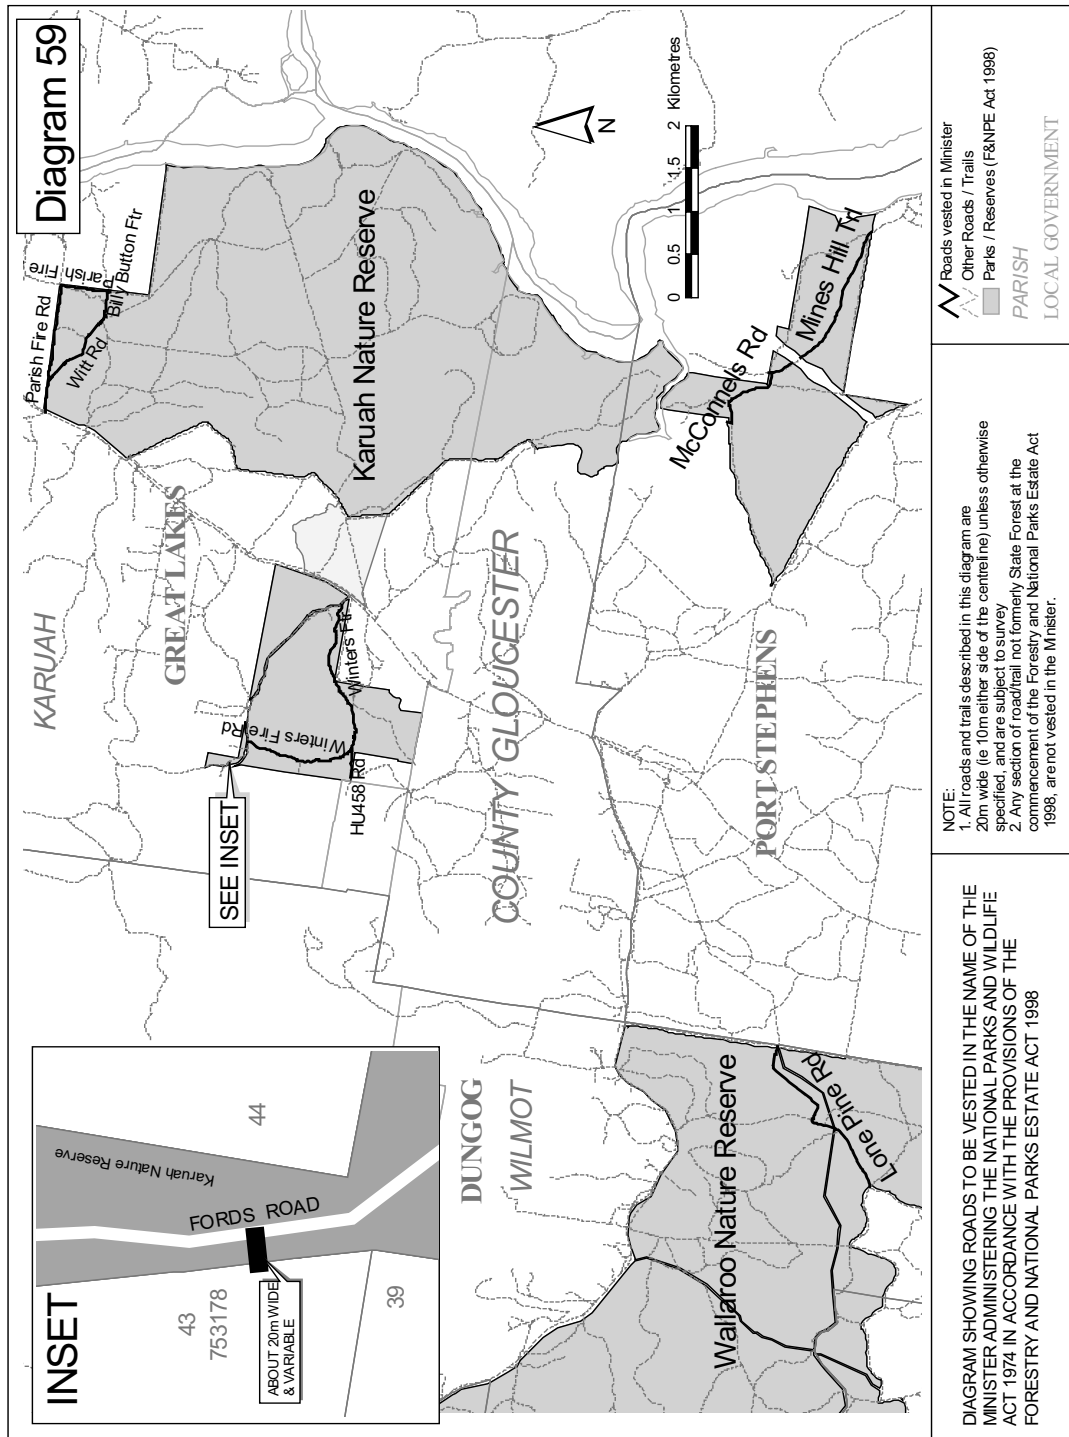 Diagram 59
INSET
Karuah Nature Reserve
44
FORDS ROAD
43
753178
39
ABOUT 20m WIDE
& VARIABLE
SEE INSET
KARUAH
GREAT LAKES
Parish Fire Rd
arish Fire
Witt Rd
Billy Button Ftr
Winters Fire Rd
Winters Ftr
HU458 Rd
Karuah Nature Reserve
COUNTY GLOUCESTER
DUNGOG
WILMOT
Wallaroo Nature Reserve
Lone Pine Rd
PORT STEPHENS
McConnels Rd
Mines Hill Trl
N
0 0.5 1 1.5 2 Kilometres
DIAGRAM SHOWING ROADS TO BE VESTED IN THE NAME OF THE
MINISTER ADMINISTERING THE NATIONAL PARKS AND WILDLIFE
ACT 1974 IN ACCORDANCE WITH THE PROVISIONS OF THE
FORESTRY AND NATIONAL PARKS ESTATE ACT 1998
NOTE:
1. All roads and trails described in this diagram are
20m wide (ie 10m either side of the centreline) unless otherwise
specified, and are subject to survey
2. Any section of road/trail not formerly State Forest at the
commencement of the Forestry and National Parks Estate Act
1998, are not vested in the Minister.
Roads vested in Minister
Other Roads / Trails
Parks / Reserves (F&NPE Act 1998)
PARISH
LOCAL GOVERNMENT